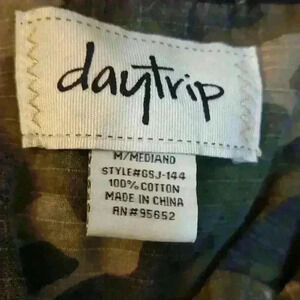 daytrip
M/MEDIANO
STYLE#GSJ-144
100% COTTON
MADE IN CHINA
RN#95652